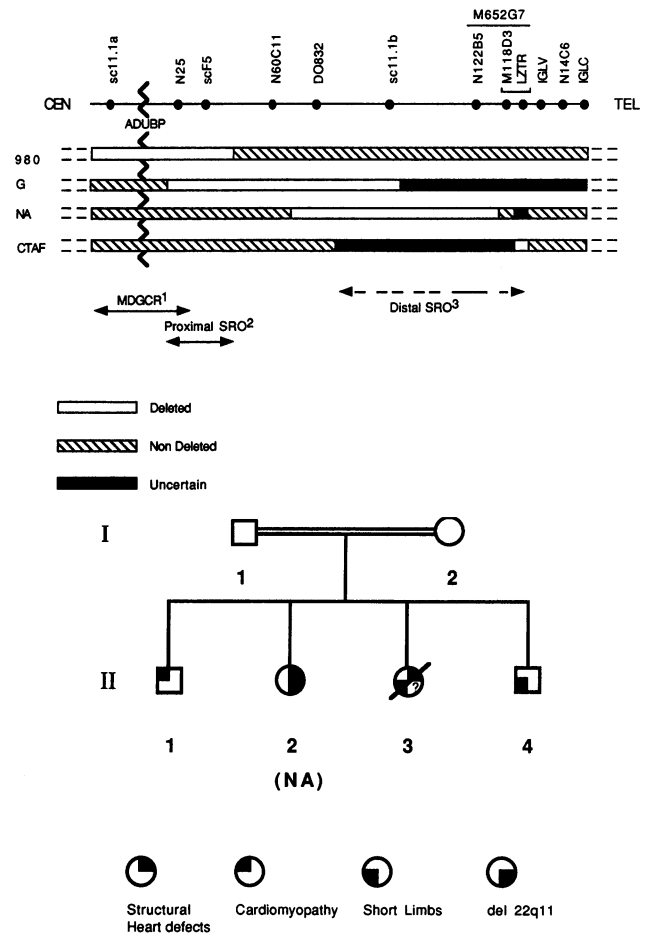 M652G7
sc11.1a
N25
scF5
N60C11
DO832
sc11.1b
N122B5
M118D3
LZTR
IGLV
N14C6
IGLC
CEN
TEL
ADUBP
980
G
NA
CTAF
MDGCR1
Distal SRO3
Proximal SRO2
Deleted
Non Deleted
Uncertain
I
1 2
II
?
1 2 3 4
(NA)
Structural Heart defects
Cardiomyopathy
Short Limbs
del 22q11